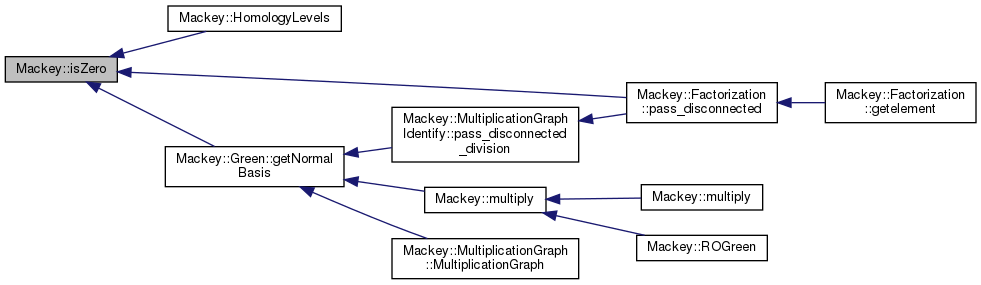 Mackey::HomologyLevels
Mackey::isZero
Mackey::Factorization
::pass_disconnected
Mackey::Factorization
::getelement
Mackey::MultiplicationGraph
Identify::pass_disconnected
_division
Mackey::Green::getNormal
Basis
Mackey::multiply
Mackey::multiply
Mackey::ROGreen
Mackey::MultiplicationGraph
::MultiplicationGraph